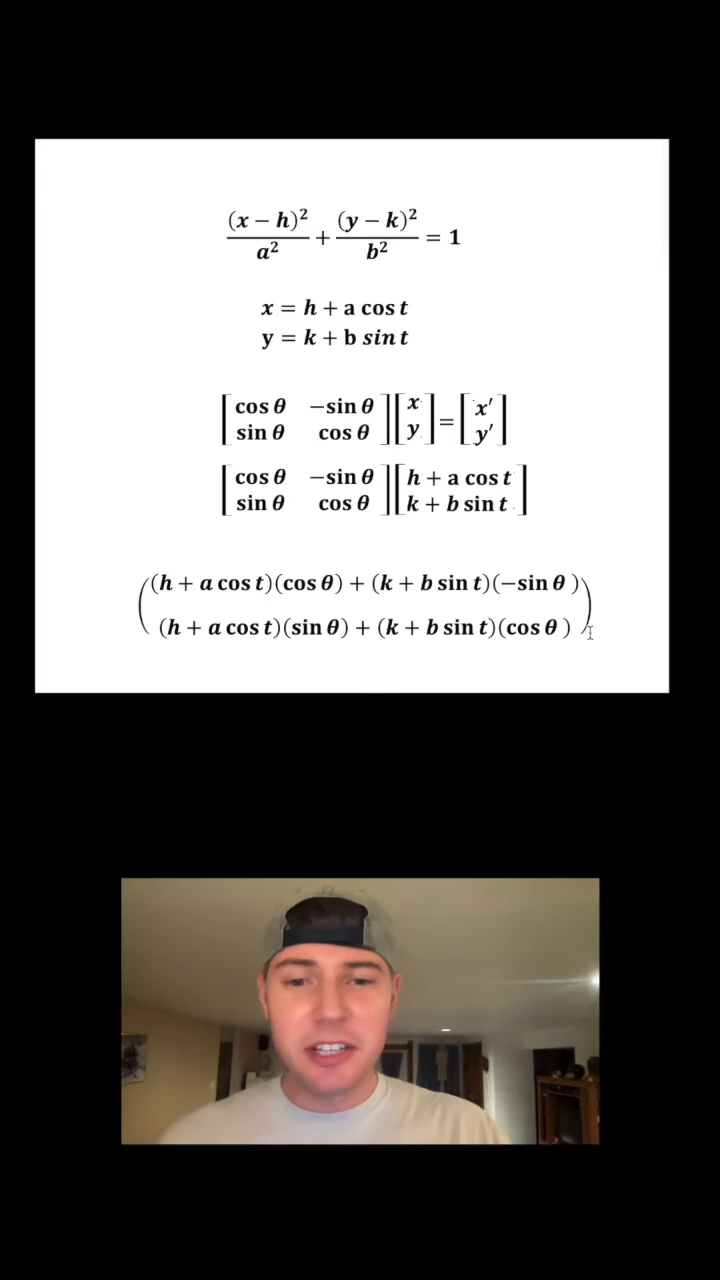 (x − h)² / a² + (y − k)² / b² = 1
x = h + a cos t
y = k + b sin t
[cos θ −sin θ] [x] = [x′]
[sin θ cos θ] [y] [y′]
[cos θ −sin θ] [h + a cos t]
[sin θ cos θ] [k + b sin t]
(h + a cos t)(cos θ) + (k + b sin t)(−sin θ )
(h + a cos t)(sin θ) + (k + b sin t)(cos θ )